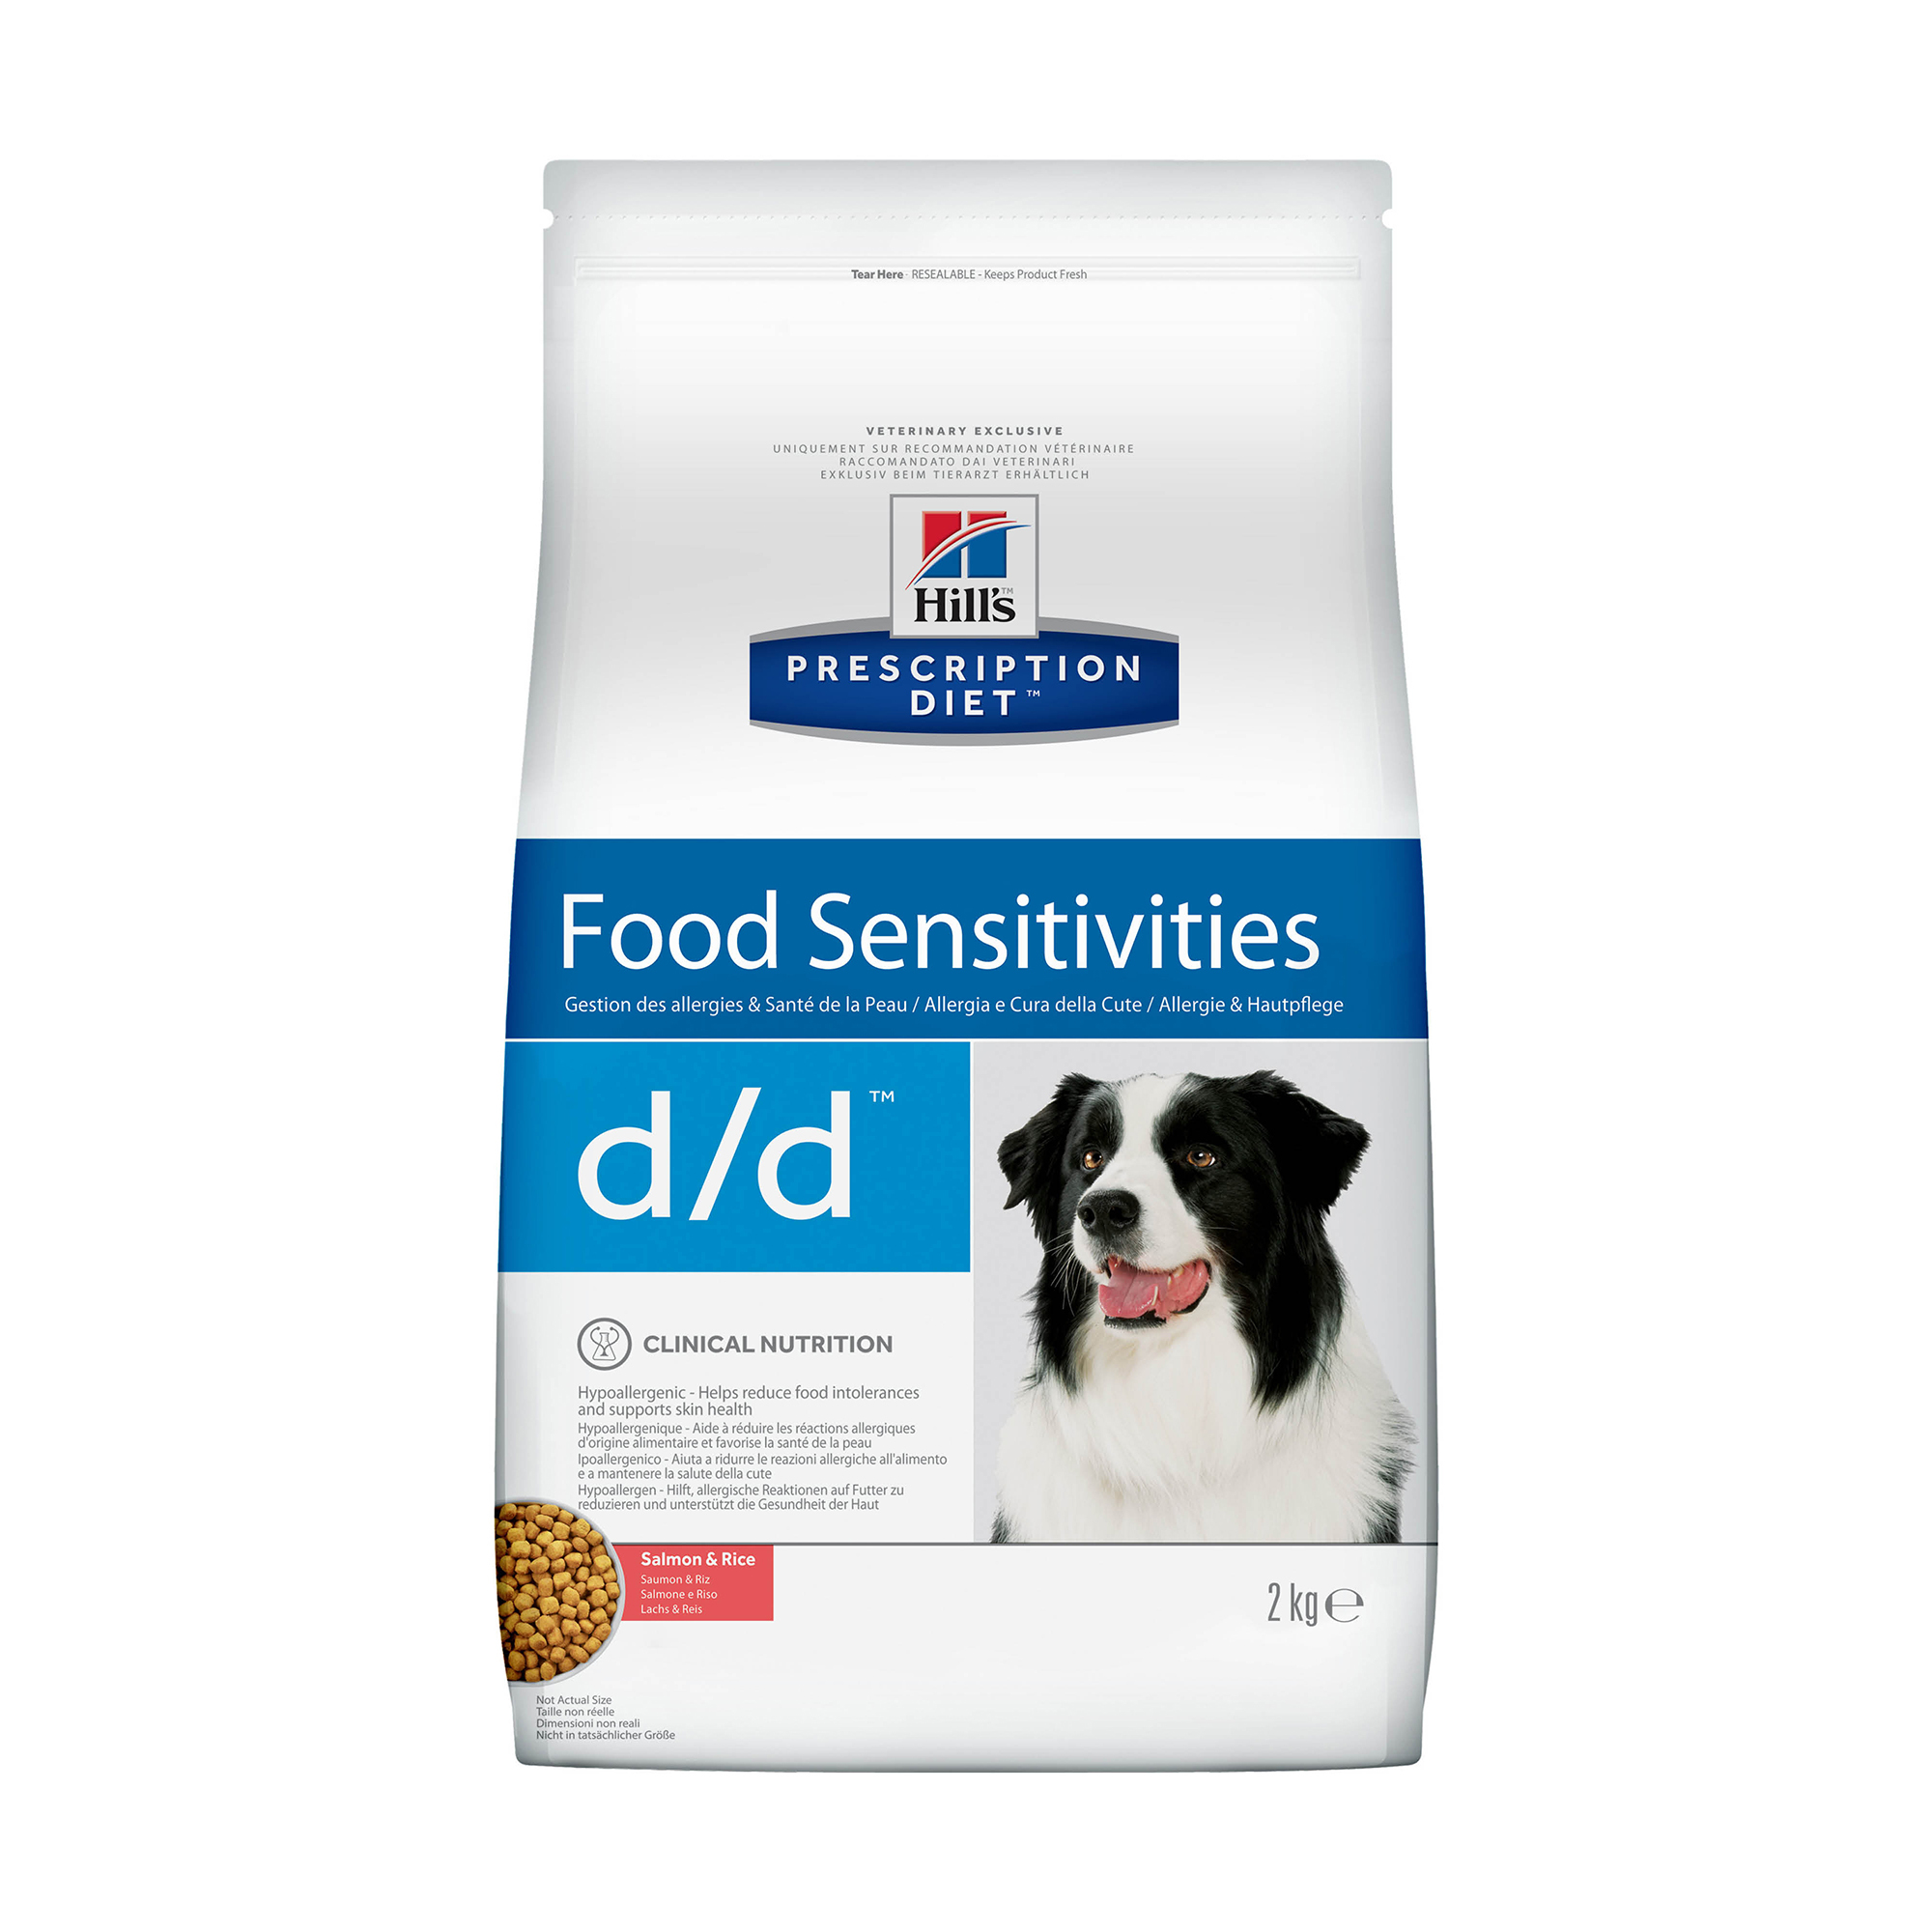 Tear Here - RESEALABLE - Keeps Product Fresh
VETERINARY EXCLUSIVE
UNIQUEMENT SUR RECOMMANDATION VÉTÉRINAIRE
RACCOMANDATO DAI VETERINARI
EXKLUSIV BEIM TIERARZT ERHÄLTLICH
Hill's™
PRESCRIPTION
DIET™
Food Sensitivities
Gestion des allergies & Santé de la Peau / Allergia e Cura della Cute / Allergie & Hautpflege
d/d™
CLINICAL NUTRITION
Hypoallergenic - Helps reduce food intolerances
and supports skin health
Hypoallergenique - Aide à réduire les réactions allergiques
d'origine alimentaire et favorise la santé de la peau
Ipoallergenico - Aiuta a ridurre le reazioni allergiche all'alimento
e a mantenere la salute della cute
Hypoallergen - Hilft, allergische Reaktionen auf Futter zu
reduzieren und unterstützt die Gesundheit der Haut
Salmon & Rice
Saumon & Riz
Salmone e Riso
Lachs & Reis
2 kg ℮
Not Actual Size
Taille non réelle
Dimensioni non reali
Nicht in tatsächlicher Größe